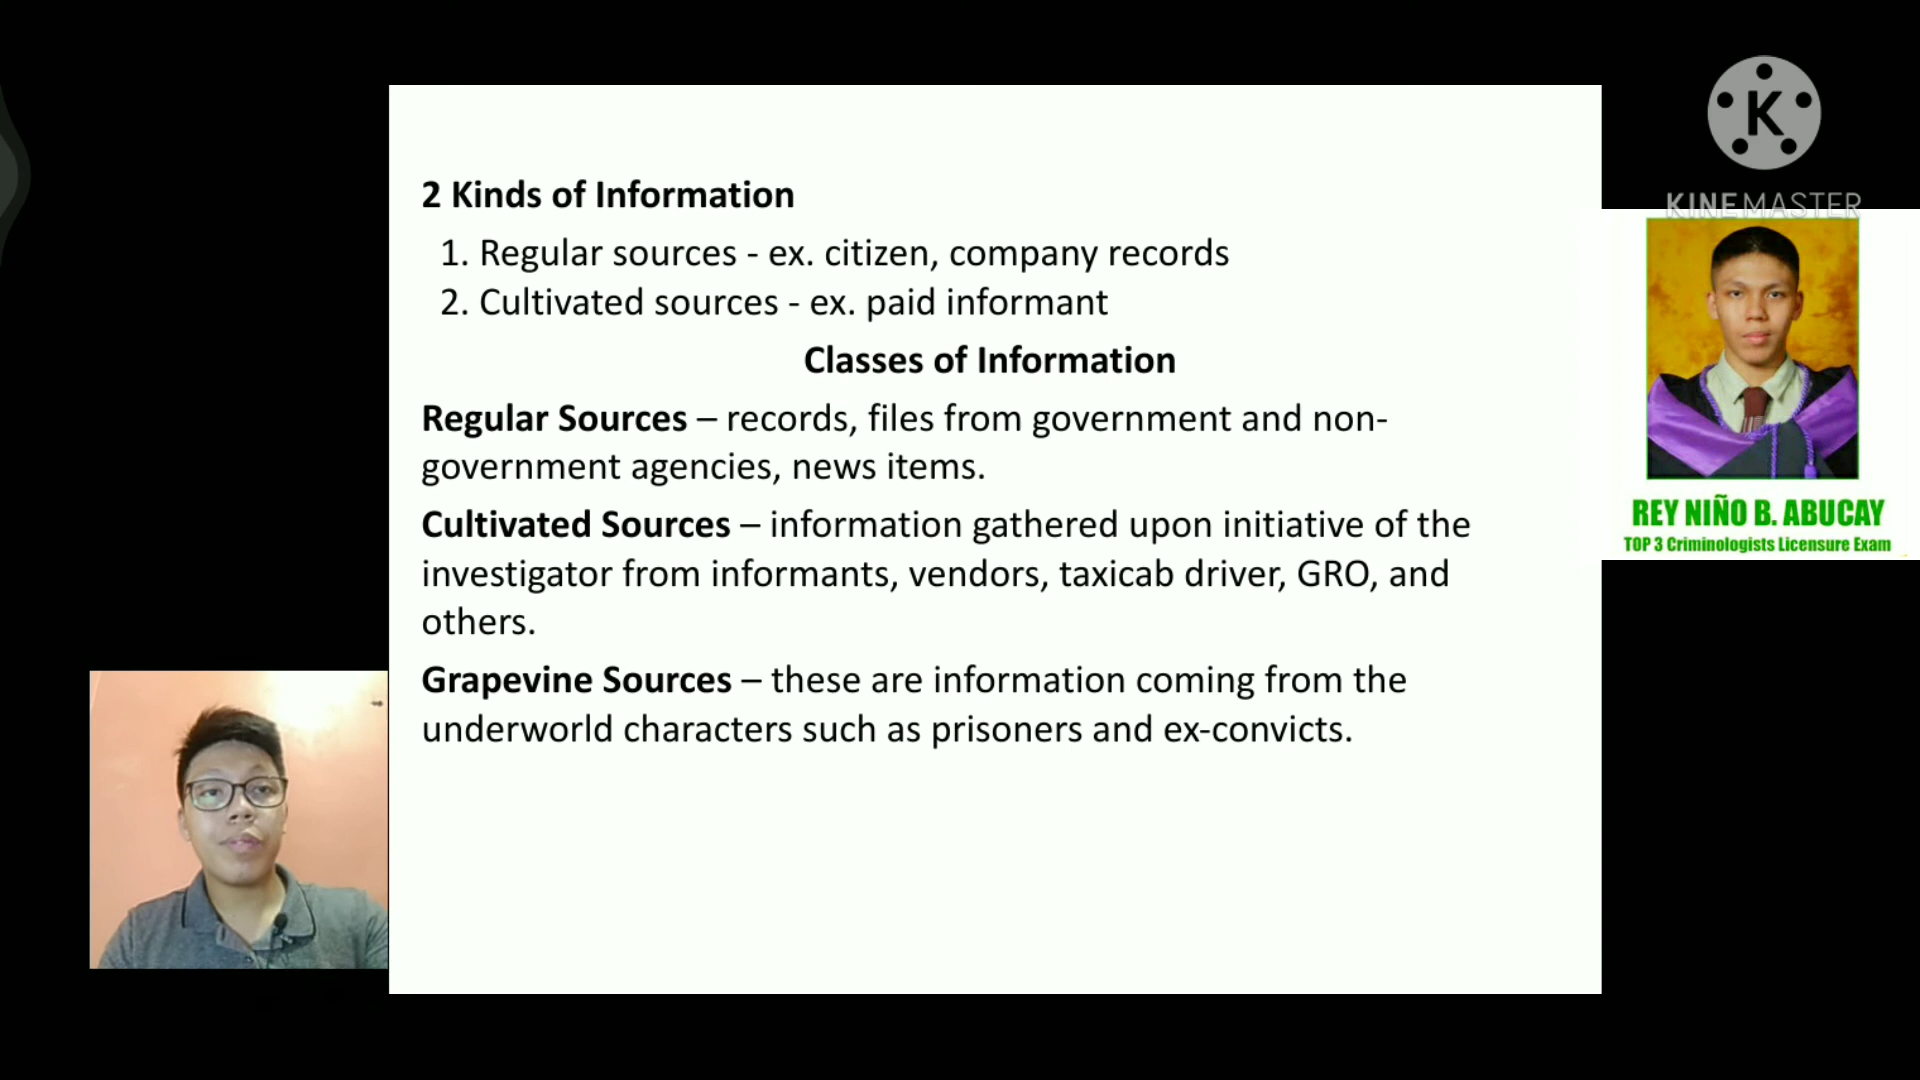 2 Kinds of Information
1. Regular sources - ex. citizen, company records
2. Cultivated sources - ex. paid informant
Classes of Information
Regular Sources – records, files from government and non-
government agencies, news items.
Cultivated Sources – information gathered upon initiative of the
investigator from informants, vendors, taxicab driver, GRO, and
others.
Grapevine Sources – these are information coming from the
underworld characters such as prisoners and ex-convicts.
K
KINEMASTER
REY NIÑO B. ABUCAY
TOP 3 Criminologists Licensure Exam